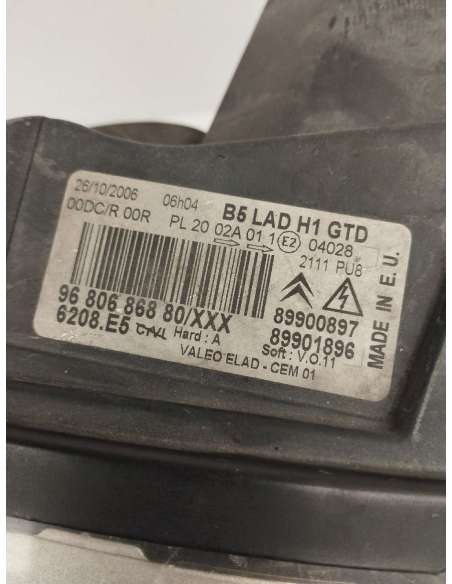 26/10/2006 06h04 B5 LAD H1 GTD
00DC/R 00R PL 20 02A 01 1 E2 04028
2111 PU8
96 806 868 80/XXX 89900897
6208.E5 C/VL Hard : A 89901896
Soft : V.O.11
VALEO ELAD - CEM 01
MADE IN E. U.